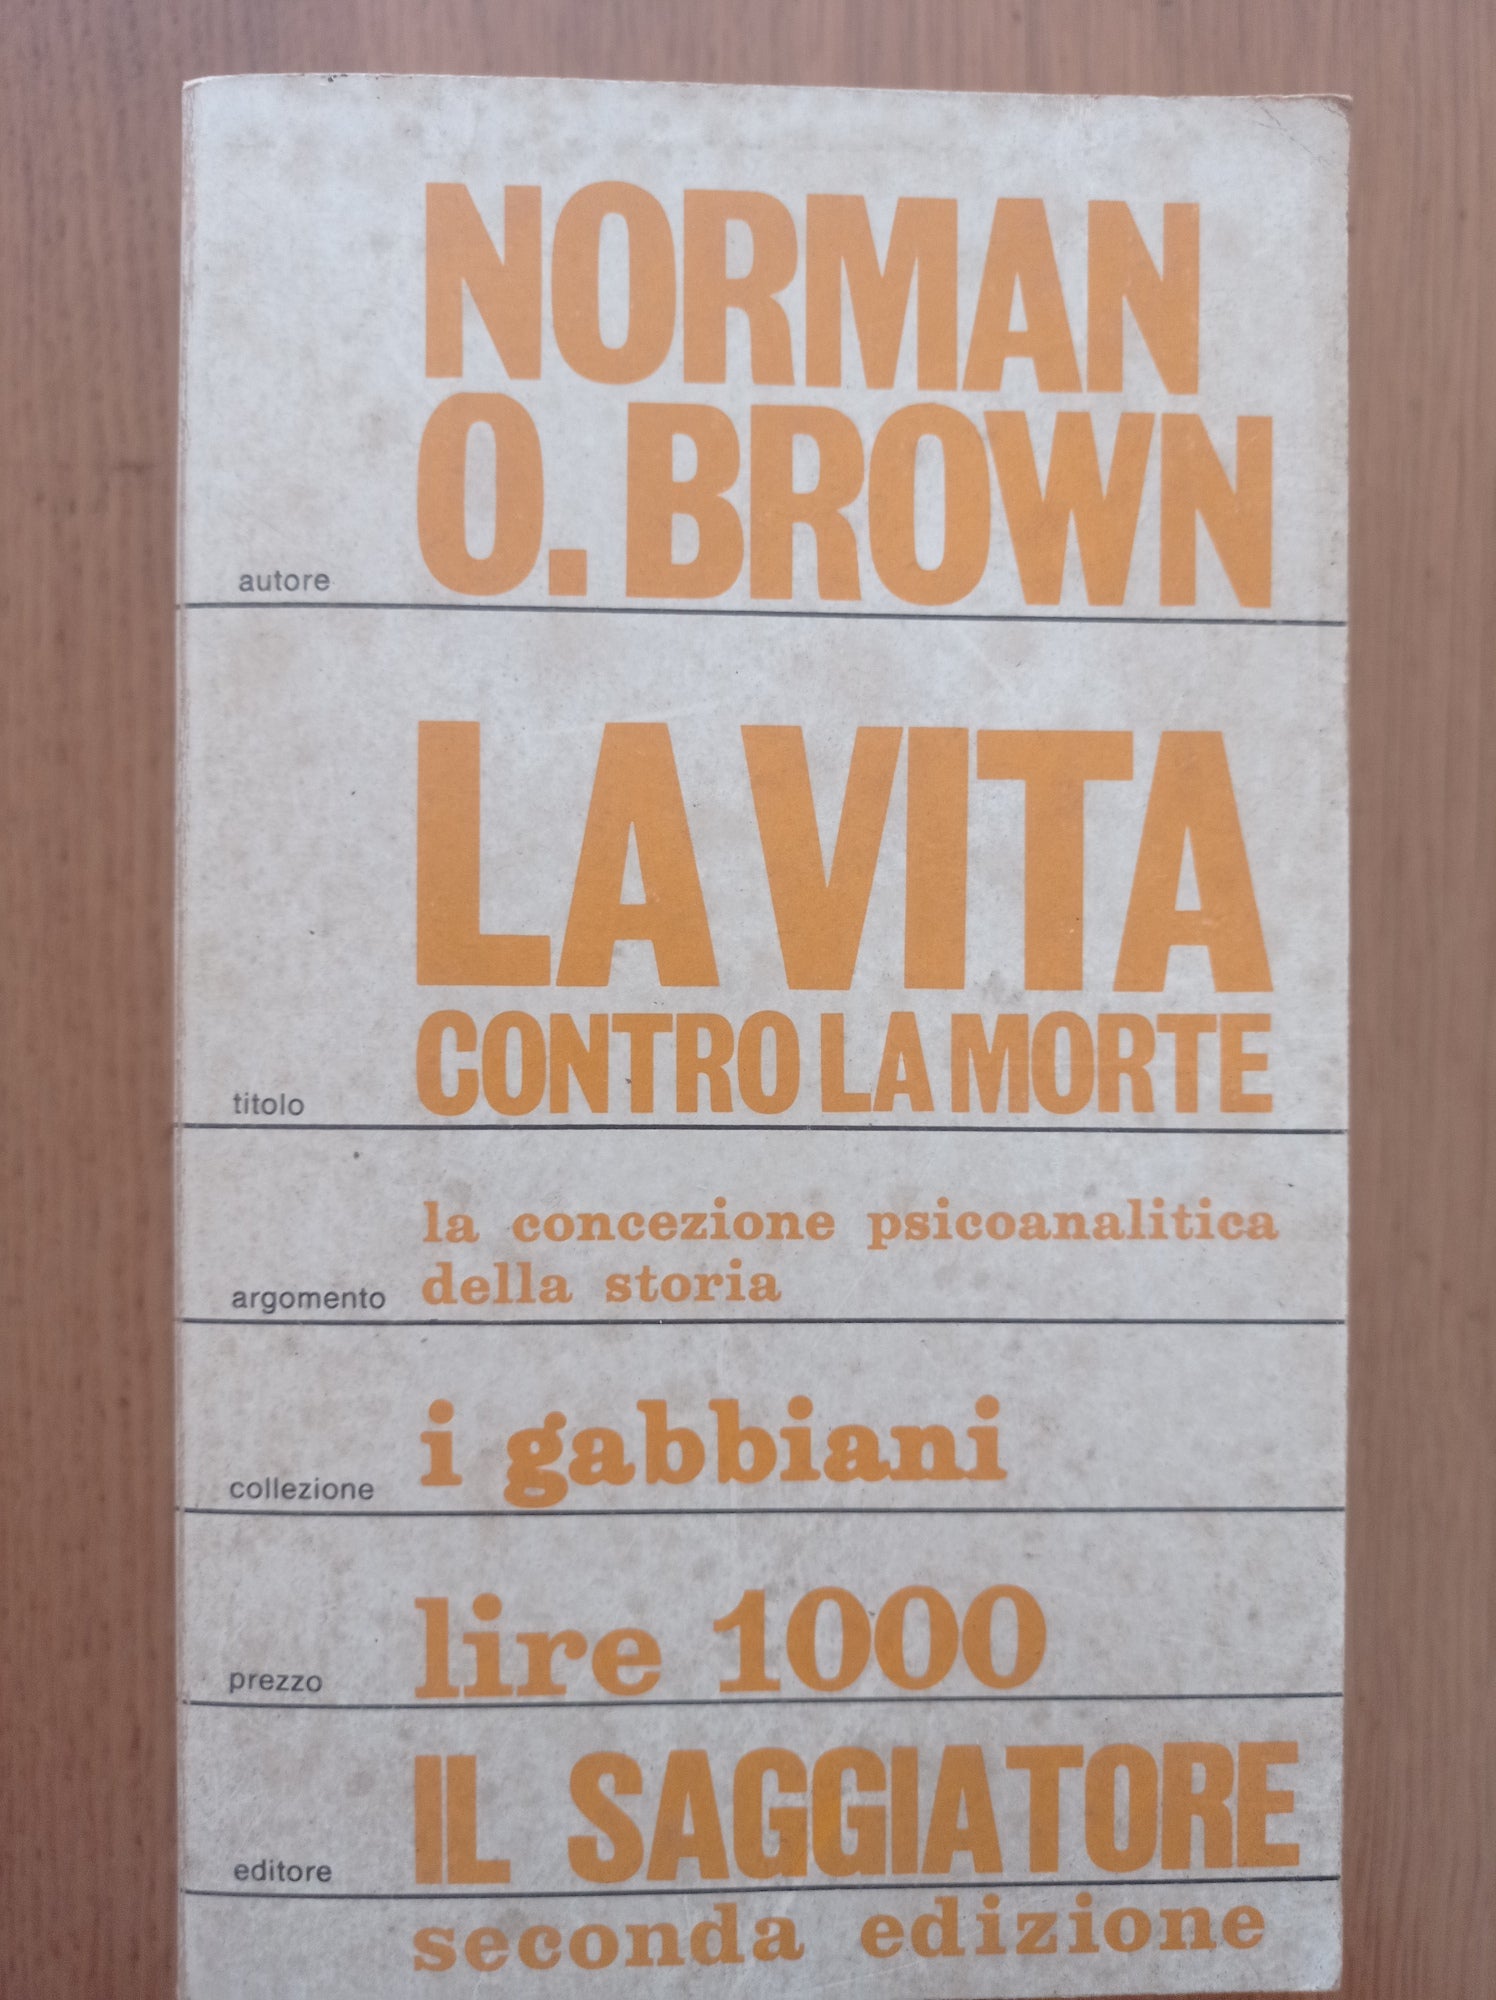 NORMAN
O. BROWN
autore
LA VITA
CONTRO LA MORTE
titolo
la concezione psicoanalitica
della storia
argomento
i gabbiani
collezione
lire 1000
prezzo
IL SAGGIATORE
editore
seconda edizione